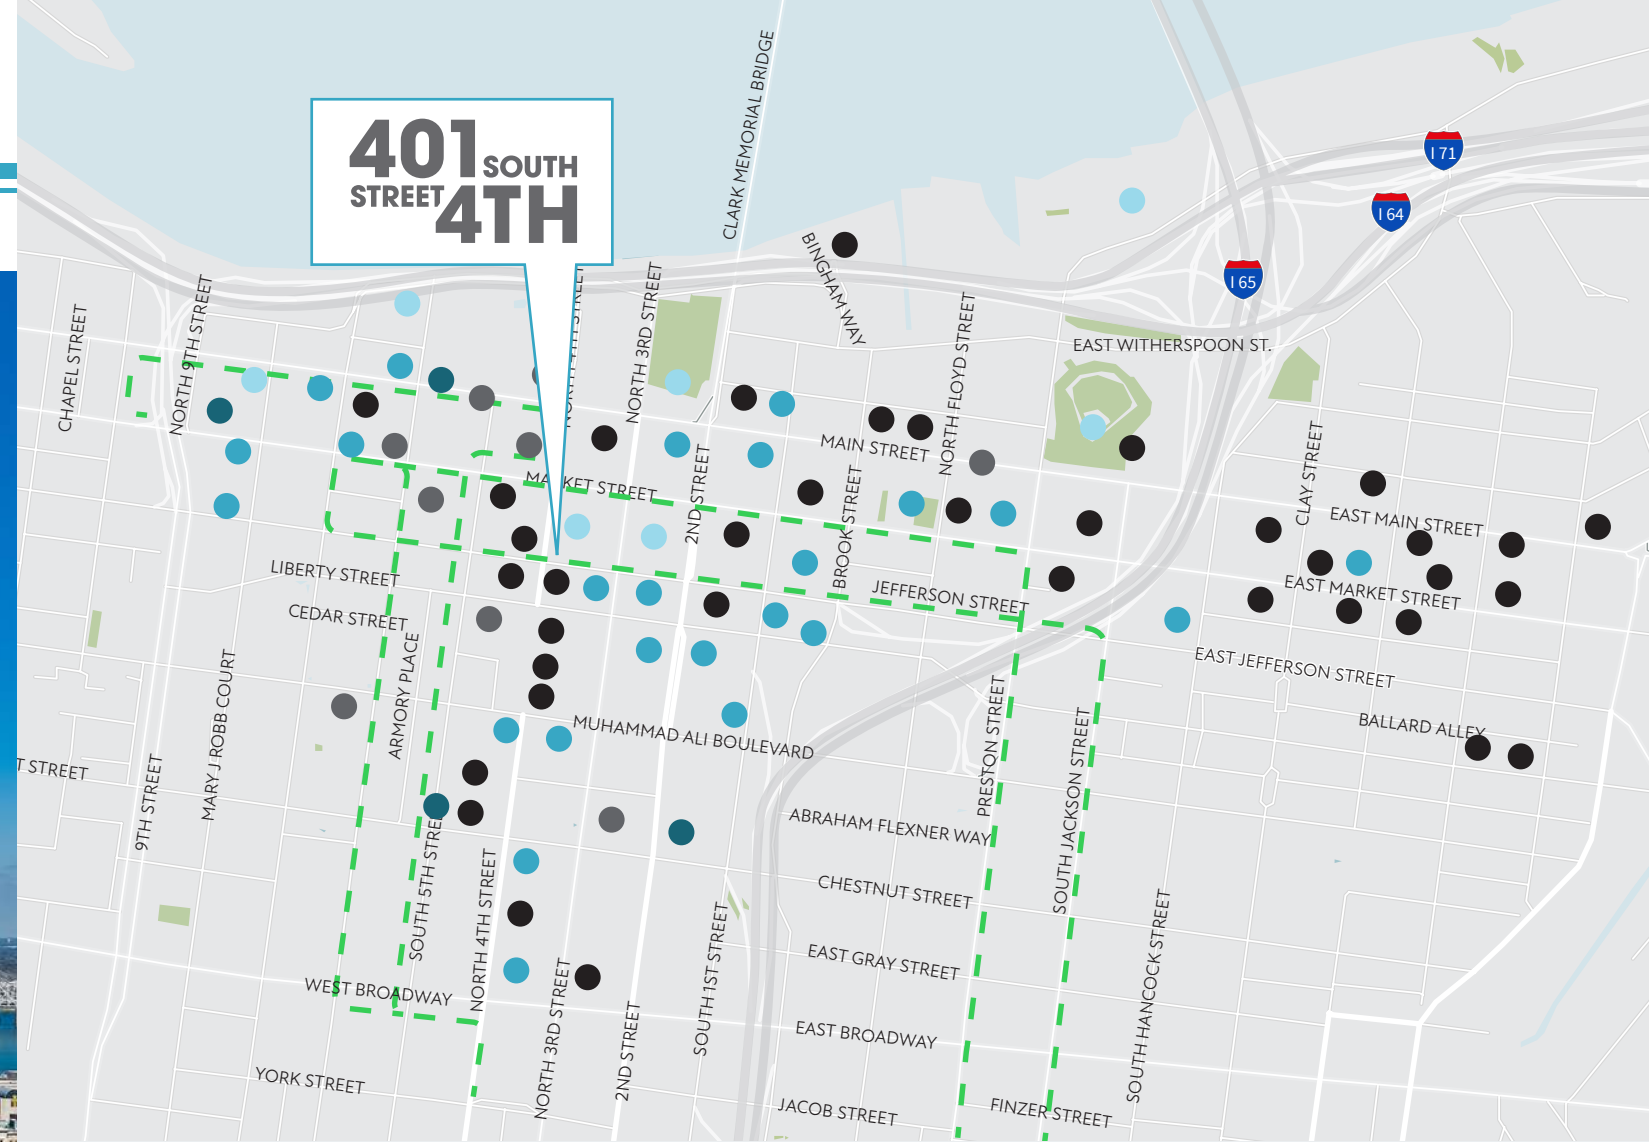 CLARK MEMORIAL BRIDGE
401 SOUTH
STREET 4TH
I 71
I 64
I 65
BINGHAM WAY
CHAPEL STREET
NORTH 9TH STREET
NORTH 4TH STREET
NORTH 3RD STREET
NORTH FLOYD STREET
EAST WITHERSPOON ST.
MAIN STREET
MARKET STREET
2ND STREET
BROOK STREET
CLAY STREET
EAST MAIN STREET
LIBERTY STREET
CEDAR STREET
JEFFERSON STREET
EAST MARKET STREET
ARMORY PLACE
MARY J ROBB COURT
EAST JEFFERSON STREET
MUHAMMAD ALI BOULEVARD
PRESTON STREET
SOUTH JACKSON STREET
BALLARD ALLEY
T STREET
9TH STREET
ABRAHAM FLEXNER WAY
SOUTH 5TH STREE
NORTH 4TH STREET
CHESTNUT STREET
SOUTH 1ST STREET
SOUTH HANCOCK STREET
EAST GRAY STREET
WEST BROADWAY
NORTH 3RD STREET
2ND STREET
EAST BROADWAY
YORK STREET
JACOB STREET
FINZER STREET